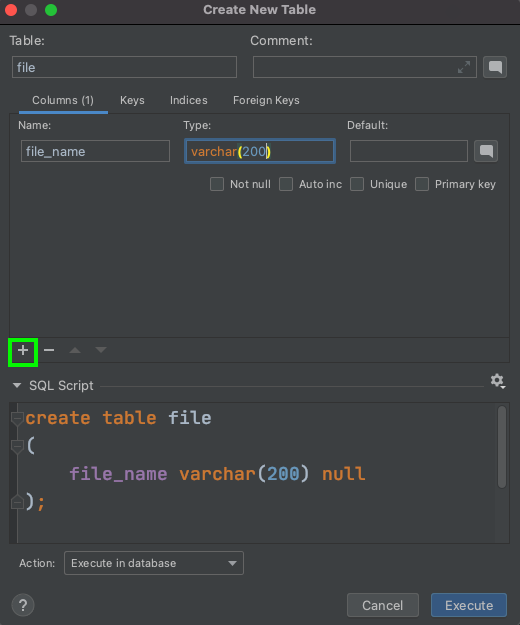 Create New Table
Table: Comment:
file
Columns (1) Keys Indices Foreign Keys
Name: Type: Default:
file_name varchar(200)
Not null Auto inc Unique Primary key
SQL Script
create table file
(
file_name varchar(200) null
);
Action: Execute in database
? Cancel Execute